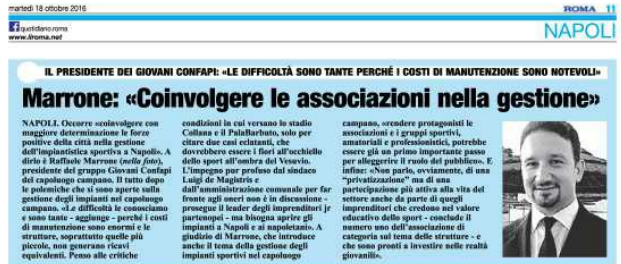 martedì 18 ottobre 2016
ROMA 11
quotidiano.roma
www.ilroma.net
NAPOLI
IL PRESIDENTE DEI GIOVANI CONFAPI: «LE DIFFICOLTÀ SONO TANTE PERCHÉ I COSTI DI MANUTENZIONE SONO NOTEVOLI»
Marrone: «Coinvolgere le associazioni nella gestione»
NAPOLI. Occorre «coinvolgere con
maggiore determinazione le forze
positive della città nella gestione
dell'impiantistica sportiva a Napoli». A
dirlo è Raffaele Marrone (nella foto),
presidente del gruppo Giovani Confapi
del capoluogo campano. Il tutto dopo
le polemiche che si sono aperte sulla
gestione degli impianti nel capoluogo
campano. «Le difficoltà le conosciamo
e sono tante - aggiunge - perché i costi
di manutenzione sono enormi e le
strutture, soprattutto quelle più
piccole, non generano ricavi
equivalenti. Penso alle critiche
condizioni in cui versano lo stadio
Collana e il PalaBarbuto, solo per
citare due casi eclatanti, che
dovrebbero essere i fiori all'occhiello
dello sport all'ombra del Vesuvio.
L'impegno pur profuso dal sindaco
Luigi de Magistris e
dall'amministrazione comunale per far
fronte agli oneri non è in discussione -
prosegue il leader degli imprenditori jr
partenopei - ma bisogna aprire gli
impianti a Napoli e ai napoletani». A
giudizio di Marrone, che introduce
anche il tema della gestione degli
impianti sportivi nel capoluogo
campano, «rendere protagonisti le
associazioni e i gruppi sportivi,
amatoriali e professionistici, potrebbe
essere già un primo importante passo
per alleggerire il ruolo del pubblico». E
infine: «Non parlo, ovviamente, di una
“privatizzazione” ma di una
partecipazione più attiva alla vita del
settore anche da parte di quegli
imprenditori che credono nel valore
educativo dello sport - conclude il
numero uno dell'associazione di
categoria sul tema delle strutture - e
che sono pronti a investire nelle realtà
giovanili».